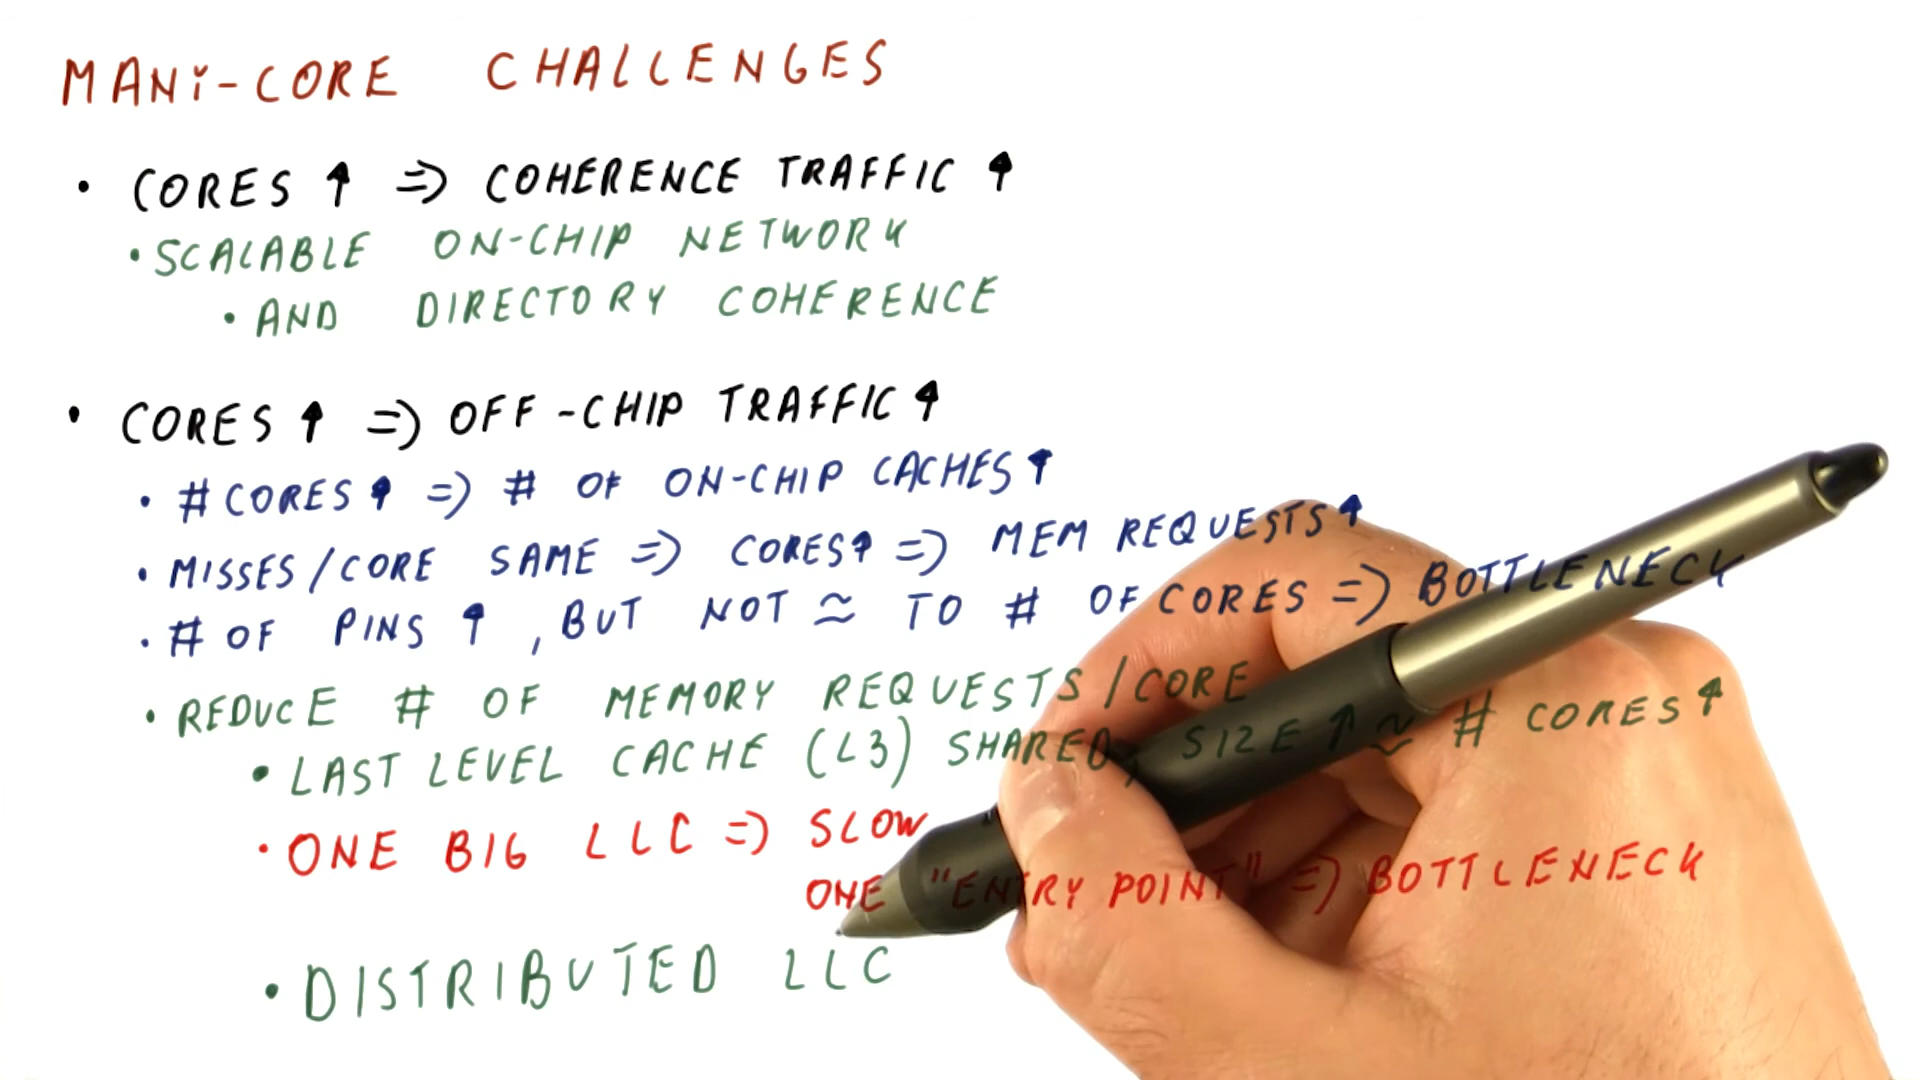 MANY-CORE CHALLENGES
• CORES ↑ => COHERENCE TRAFFIC ↑
• SCALABLE ON-CHIP NETWORK
• AND DIRECTORY COHERENCE
• CORES ↑ => OFF-CHIP TRAFFIC ↑
• # CORES ↑ => # OF ON-CHIP CACHES ↑
• MISSES/CORE SAME => CORES↑ => MEM REQUESTS ↑
• # OF PINS ↑, BUT NOT ≈ TO # OF CORES => BOTTLENECK
• REDUCE # OF MEMORY REQUESTS/CORE
• LAST LEVEL CACHE (L3) SHARED, SIZE ↑ ≈ # CORES ↑
• ONE BIG LLC => SLOW
ONE "ENTRY POINT" => BOTTLENECK
• DISTRIBUTED LLC